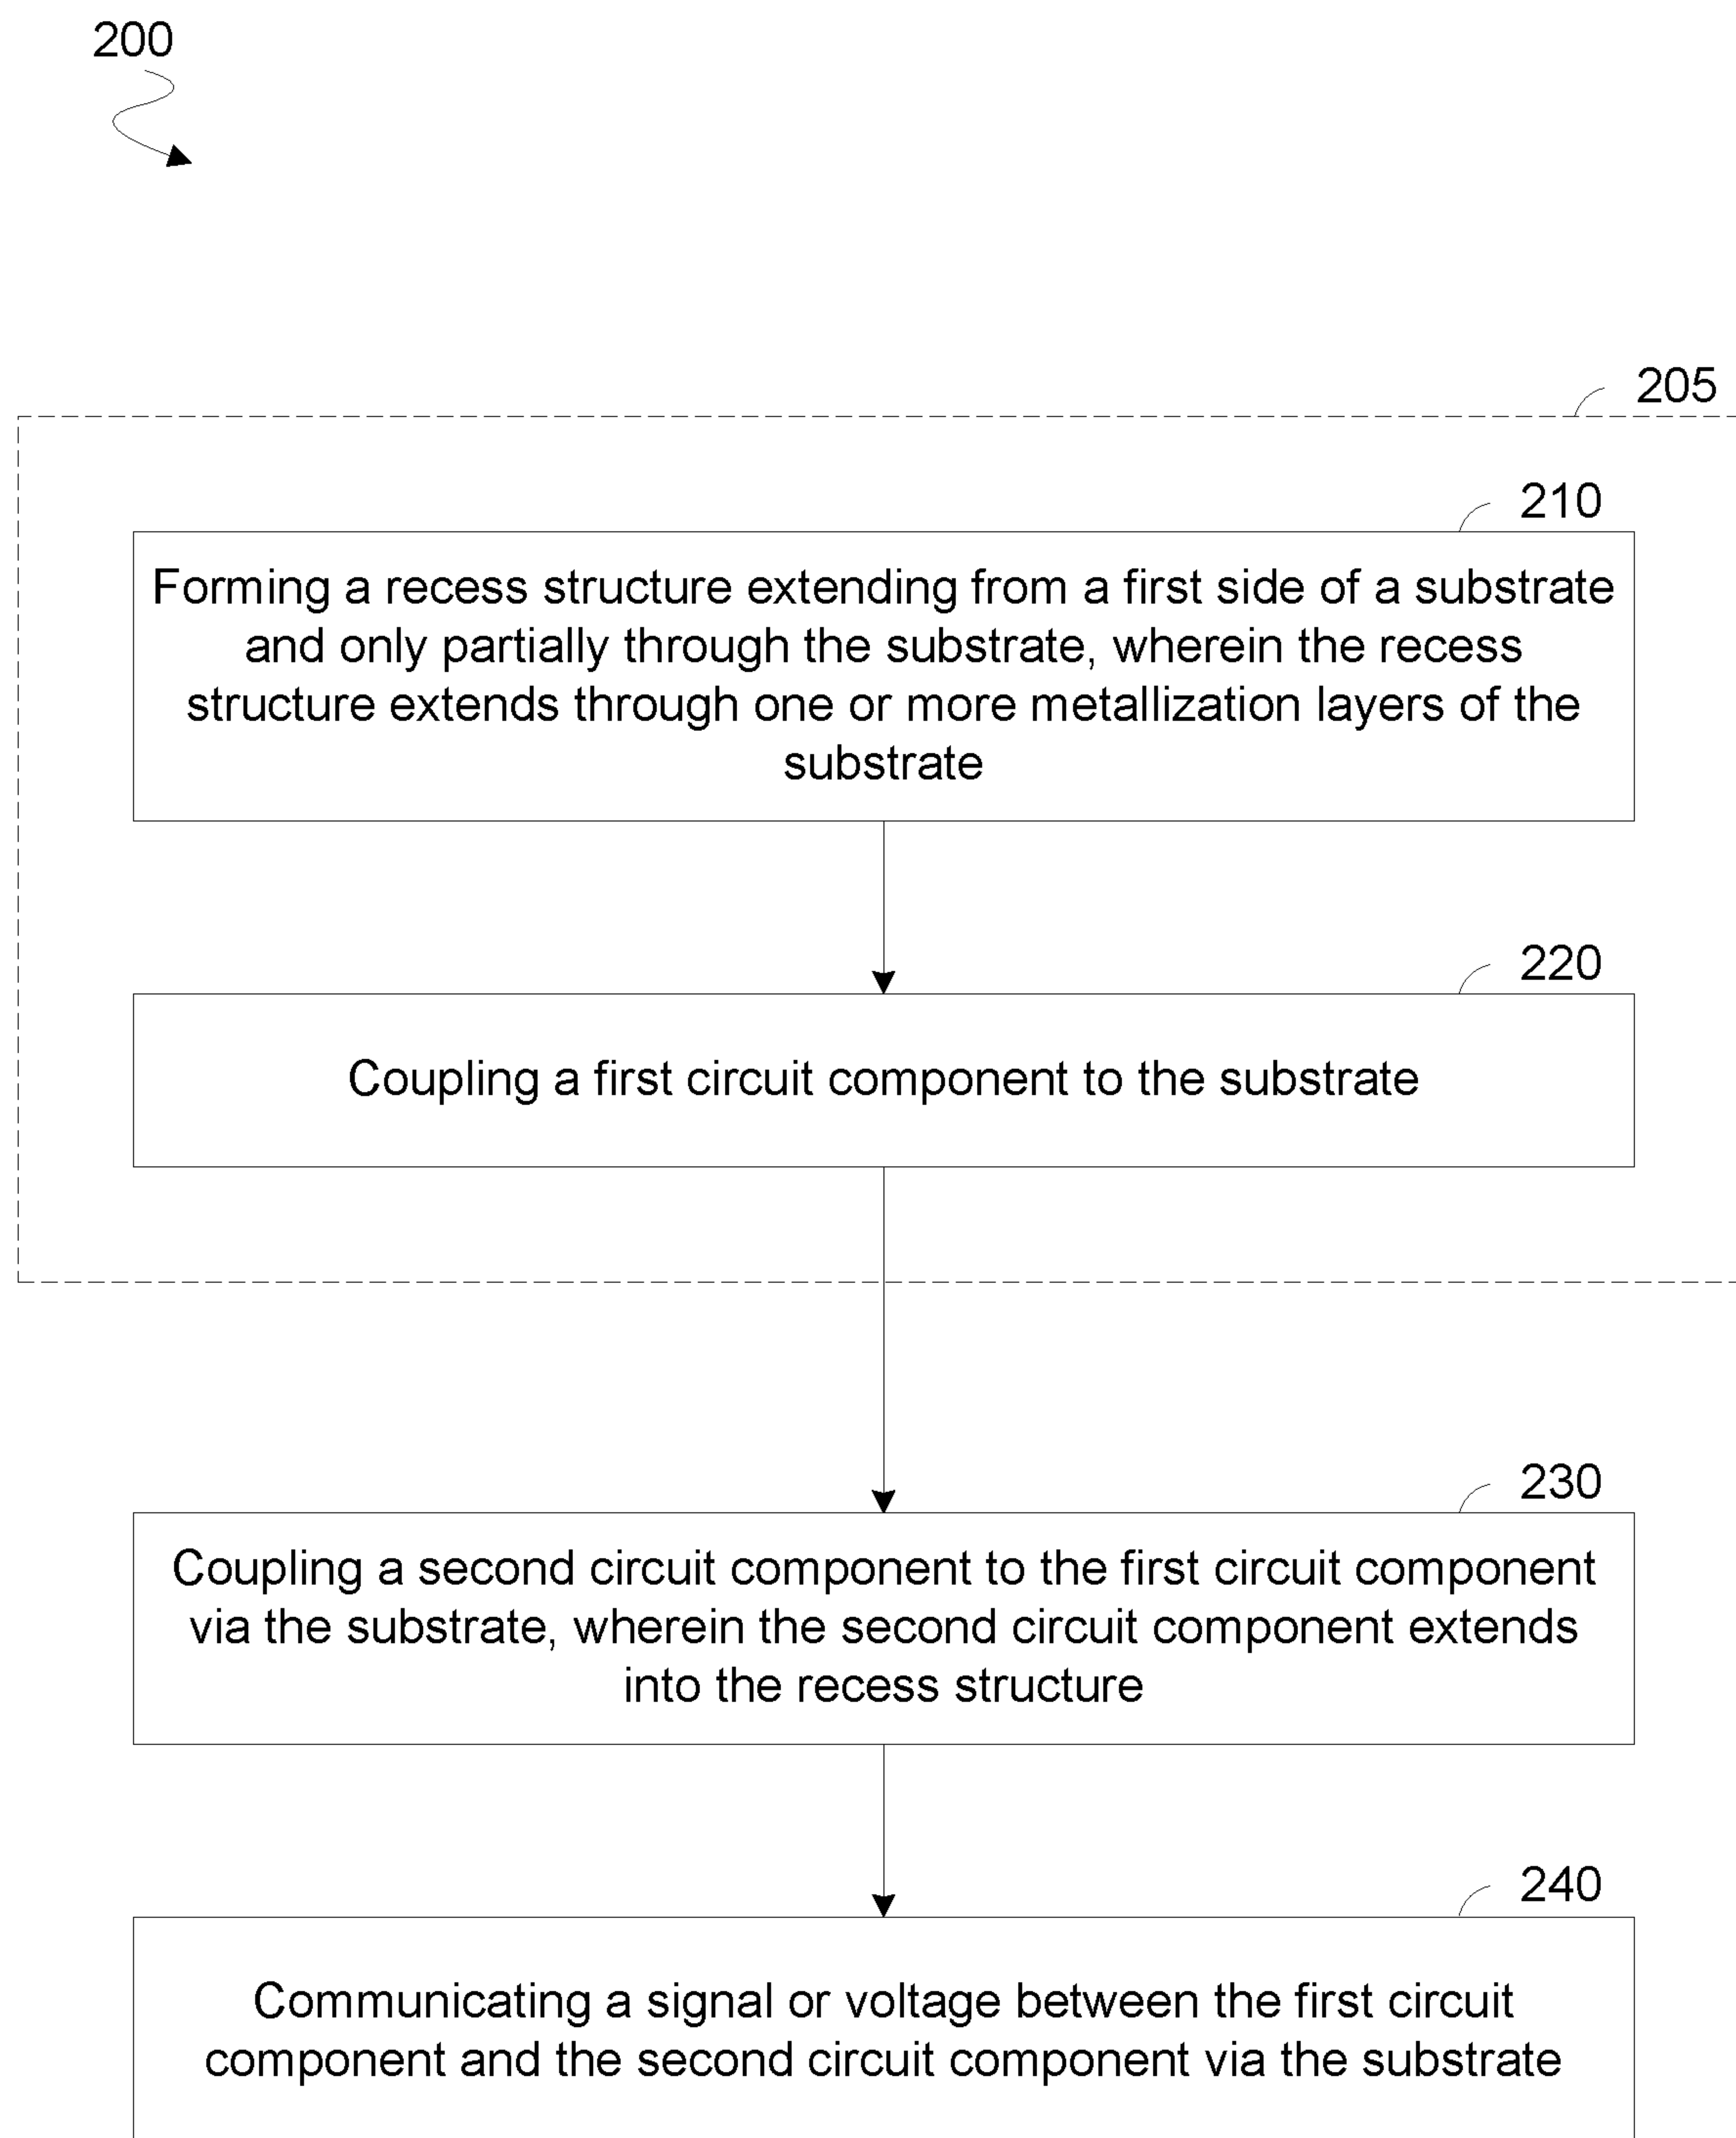 200
205
210
Forming a recess structure extending from a first side of a substrate
and only partially through the substrate, wherein the recess
structure extends through one or more metallization layers of the
substrate
220
Coupling a first circuit component to the substrate
230
Coupling a second circuit component to the first circuit component
via the substrate, wherein the second circuit component extends
into the recess structure
240
Communicating a signal or voltage between the first circuit
component and the second circuit component via the substrate